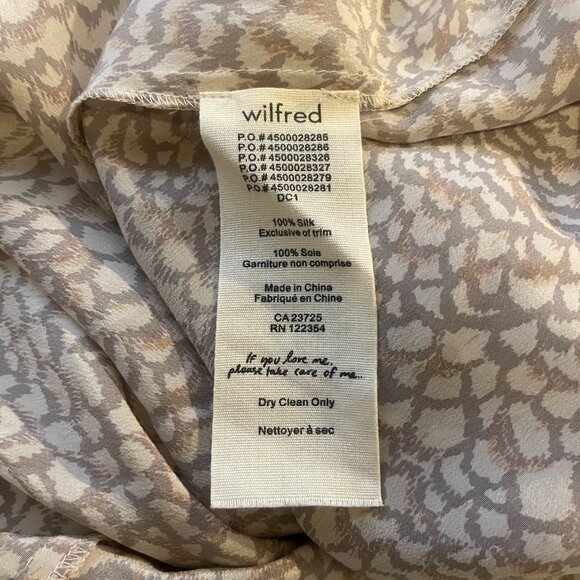 wilfred
P.O.# 4500028285
P.O.# 4500028286
P.O.# 4500028326
P.O.# 4500028327
P.O.# 4500028279
P.O.# 4500028281
DC1
100% Silk
Exclusive of trim
100% Soie
Garniture non comprise
Made in China
Fabriqué en Chine
CA 23725
RN 122354
If you love me,
please take care of me...
Dry Clean Only
Nettoyer à sec